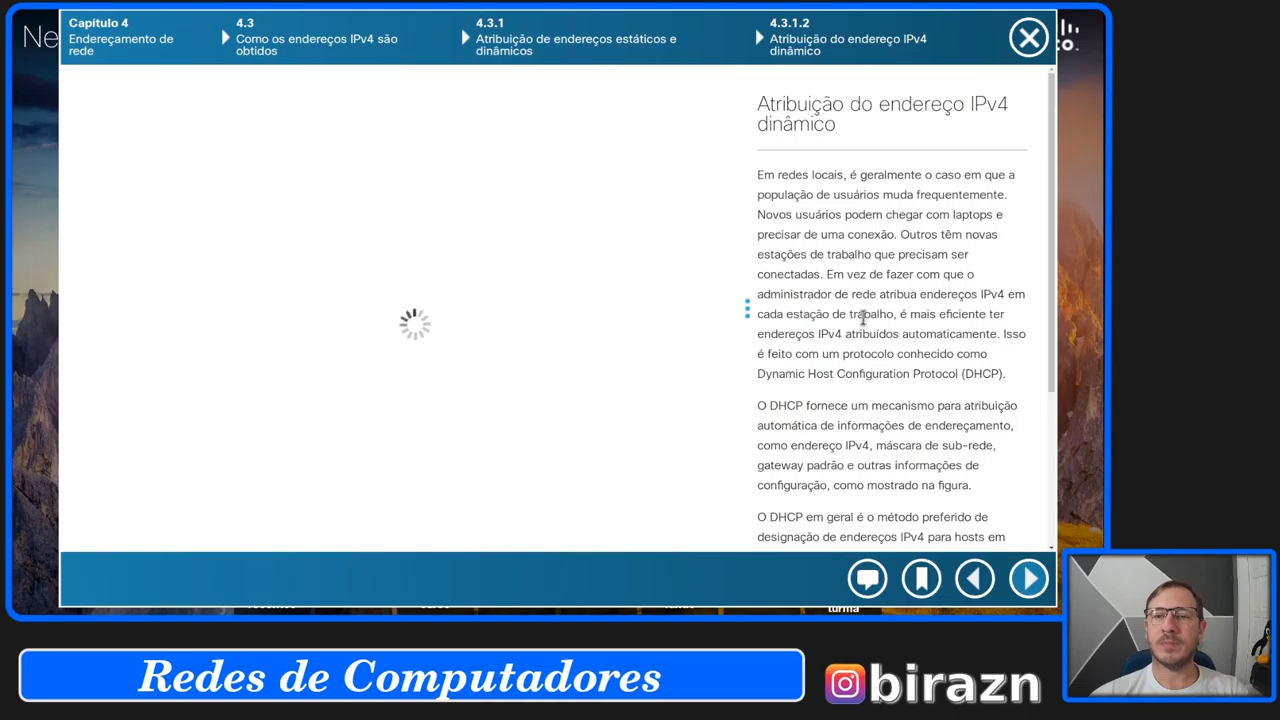 Ne
Capítulo 4
Endereçamento de
rede
4.3
Como os endereços IPv4 são
obtidos
4.3.1
Atribuição de endereços estáticos e
dinâmicos
4.3.1.2
Atribuição do endereço IPv4
dinâmico
Atribuição do endereço IPv4
dinâmico
Em redes locais, é geralmente o caso em que a
população de usuários muda frequentemente.
Novos usuários podem chegar com laptops e
precisar de uma conexão. Outros têm novas
estações de trabalho que precisam ser
conectadas. Em vez de fazer com que o
administrador de rede atribua endereços IPv4 em
cada estação de trabalho, é mais eficiente ter
endereços IPv4 atribuídos automaticamente. Isso
é feito com um protocolo conhecido como
Dynamic Host Configuration Protocol (DHCP).
O DHCP fornece um mecanismo para atribuição
automática de informações de endereçamento,
como endereço IPv4, máscara de sub-rede,
gateway padrão e outras informações de
configuração, como mostrado na figura.
O DHCP em geral é o método preferido de
designação de endereços IPv4 para hosts em
turma
Redes de Computadores
birazn